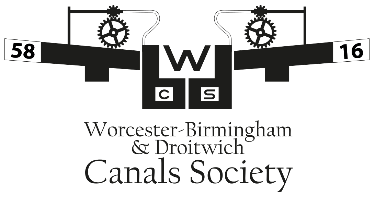 58 W 16
C S
Worcester-Birmingham
& Droitwich
Canals Society